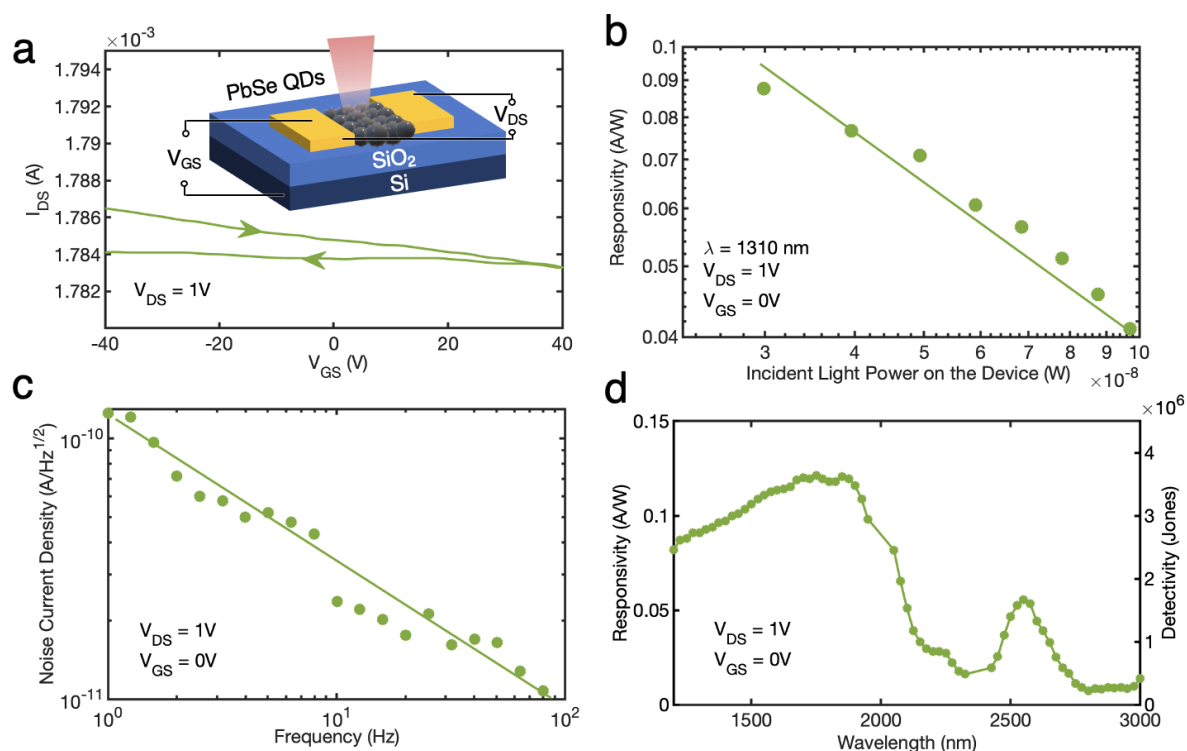 a
×10⁻³
1.794
1.792
1.79
1.788
1.786
1.784
1.782
I_DS (A)
-40
-20
0
20
40
V_GS (V)
PbSe QDs
V_DS
V_GS
SiO₂
Si
V_DS = 1V
b
0.1
0.09
0.08
0.07
0.06
0.05
0.04
Responsivity (A/W)
λ = 1310 nm
V_DS = 1V
V_GS = 0V
3
4
5
6
7
8
9
10
Incident Light Power on the Device (W)
×10⁻⁸
c
10⁻¹⁰
10⁻¹¹
Noise Current Density (A/Hz^1/2)
V_DS = 1V
V_GS = 0V
10⁰
10¹
10²
Frequency (Hz)
d
0.15
0.1
0.05
0
Responsivity (A/W)
×10⁶
4
3
2
1
0
Detectivity (Jones)
V_DS = 1V
V_GS = 0V
1500
2000
2500
3000
Wavelength (nm)